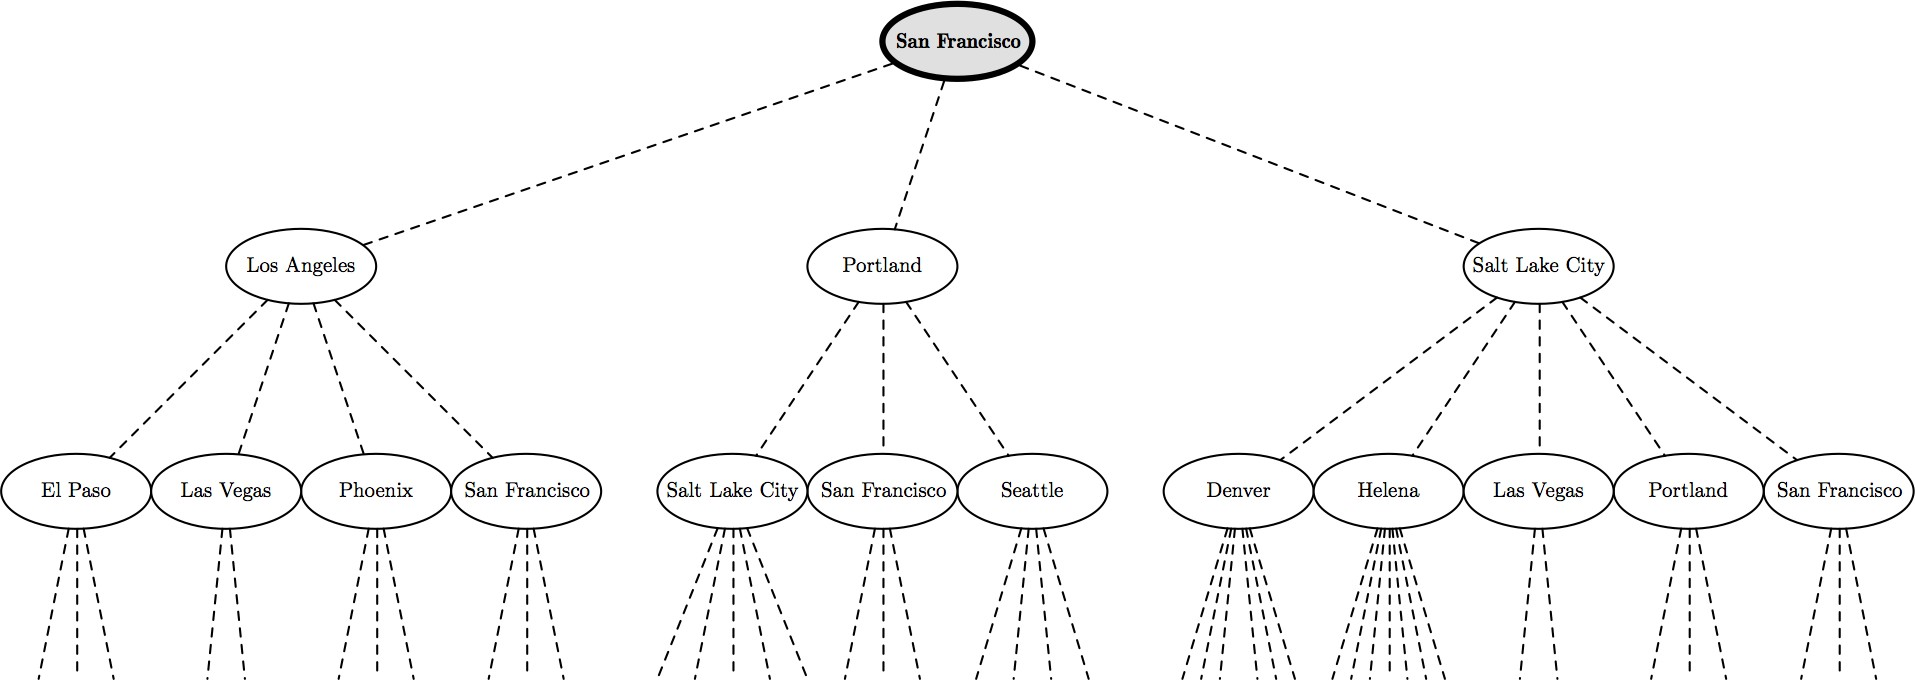 San Francisco
Los Angeles
Portland
Salt Lake City
El Paso
Las Vegas
Phoenix
San Francisco
Salt Lake City
San Francisco
Seattle
Denver
Helena
Las Vegas
Portland
San Francisco